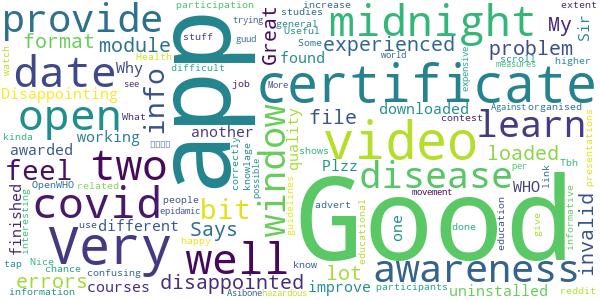 participation
studies
increase
stuff
trying
Great
general
Useful
extent
provide
midnight
My
format
module
experienced
Some
Sir
watch
Why
Health
guud
found
world
problem
scroll
higher
date
info
difficult
expensive
measures
Disappointing
see
job
More
certificate
open
What
file
downloaded
Against
organised
another
app
window
quality
contest
learn
awarded
working
correctly
knowlage
possible
video
loaded
presentations
feel
two
shows
Plzz
Tbh
kinda
OpenWHO
related
guidelines
disease
WHO
per
link
covid
bit
people
epidemic
movement
educational
one
education
informative
invalid
finished
interesting
very
different
use
Says
happy
Good
advert
done
give
tap
Nice
well
know
awareness
errors
chance
confusing
disappointed
lot
improve
participants
information
courses
Asibone
hazardous
uninstalled
reddit